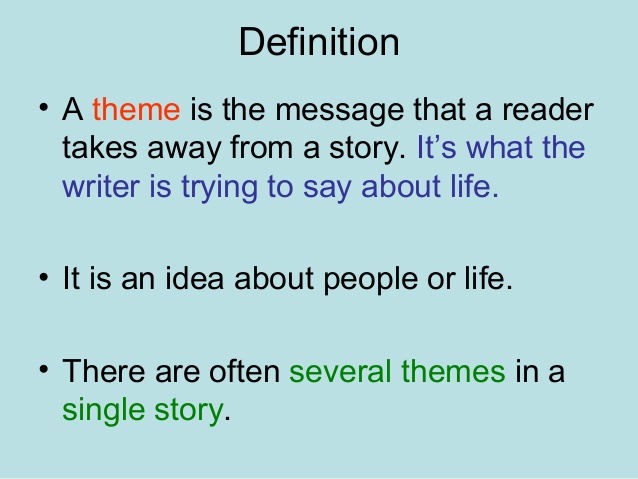 Definition
• A theme is the message that a reader
takes away from a story. It’s what the
writer is trying to say about life.
• It is an idea about people or life.
• There are often several themes in a
single story.